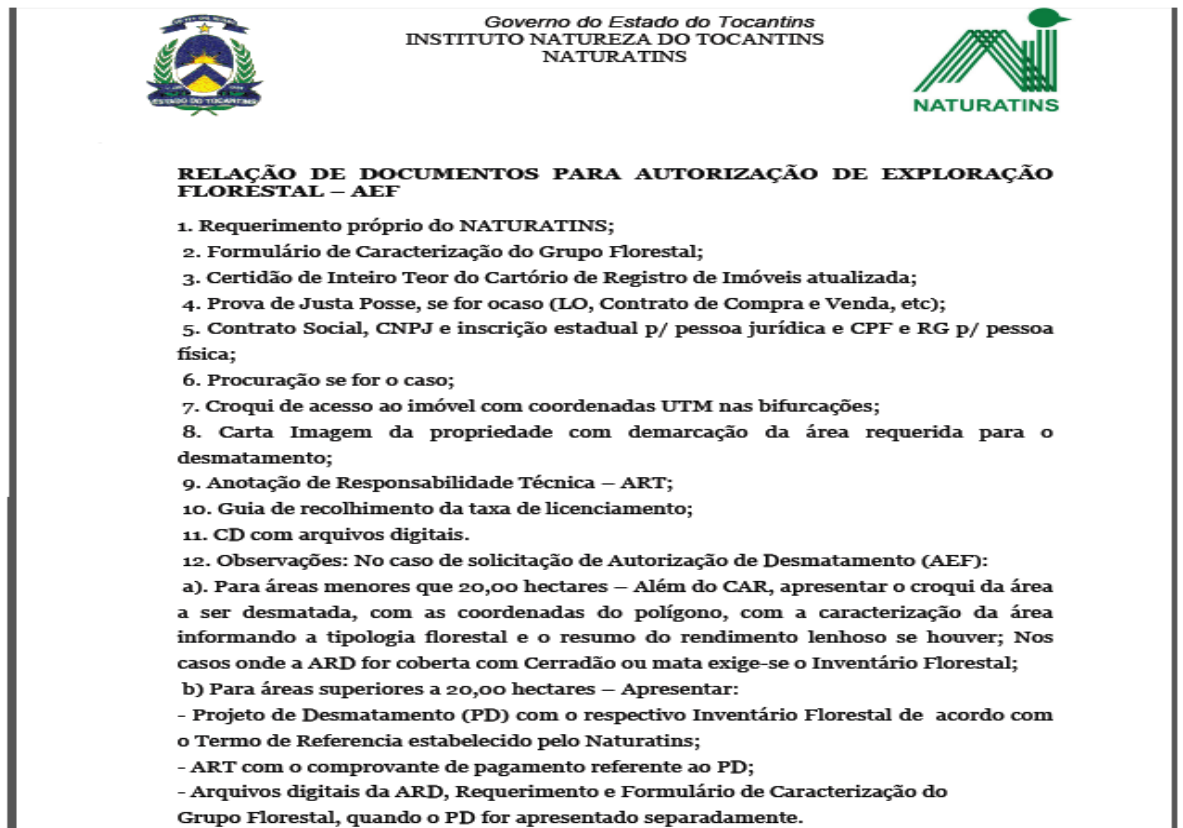 Governo do Estado do Tocantins
INSTITUTO NATUREZA DO TOCANTINS
NATURATINS
ESTADO DO TOCANTINS
NATURATINS
RELAÇÃO DE DOCUMENTOS PARA AUTORIZAÇÃO DE EXPLORAÇÃO
FLORESTAL – AEF
1. Requerimento próprio do NATURATINS;
2. Formulário de Caracterização do Grupo Florestal;
3. Certidão de Inteiro Teor do Cartório de Registro de Imóveis atualizada;
4. Prova de Justa Posse, se for ocaso (LO, Contrato de Compra e Venda, etc);
5. Contrato Social, CNPJ e inscrição estadual p/ pessoa jurídica e CPF e RG p/ pessoa
física;
6. Procuração se for o caso;
7. Croqui de acesso ao imóvel com coordenadas UTM nas bifurcações;
8. Carta Imagem da propriedade com demarcação da área requerida para o
desmatamento;
9. Anotação de Responsabilidade Técnica – ART;
10. Guia de recolhimento da taxa de licenciamento;
11. CD com arquivos digitais.
12. Observações: No caso de solicitação de Autorização de Desmatamento (AEF):
a). Para áreas menores que 20,00 hectares – Além do CAR, apresentar o croqui da área
a ser desmatada, com as coordenadas do polígono, com a caracterização da área
informando a tipologia florestal e o resumo do rendimento lenhoso se houver; Nos
casos onde a ARD for coberta com Cerradão ou mata exige-se o Inventário Florestal;
b) Para áreas superiores a 20,00 hectares – Apresentar:
- Projeto de Desmatamento (PD) com o respectivo Inventário Florestal de acordo com
o Termo de Referencia estabelecido pelo Naturatins;
- ART com o comprovante de pagamento referente ao PD;
- Arquivos digitais da ARD, Requerimento e Formulário de Caracterização do
Grupo Florestal, quando o PD for apresentado separadamente.